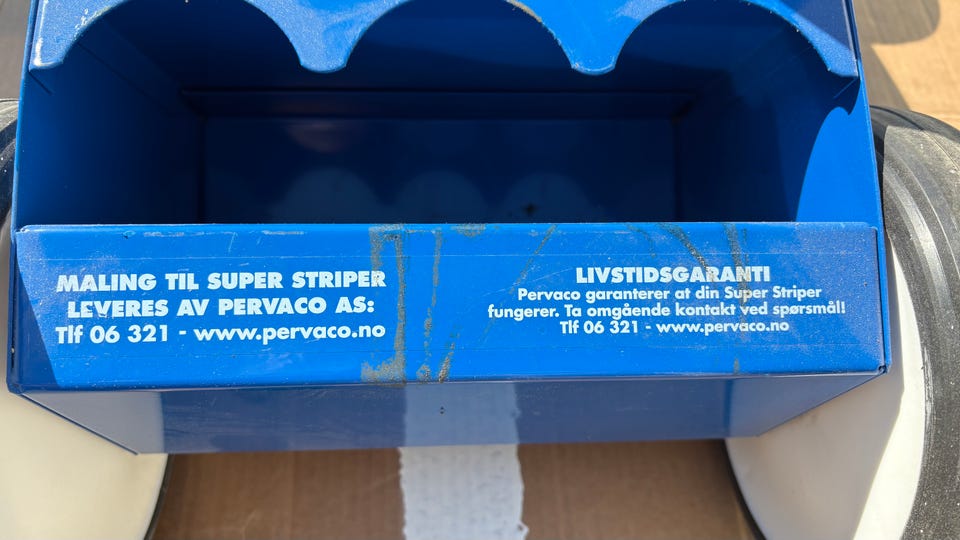 MALING TIL SUPER STRIPER
LEVERES AV PERVACO AS:
Tlf 06 321 - www.pervaco.no
LIVSTIDSGARANTI
Pervaco garanterer at din Super Striper
fungerer. Ta omgående kontakt ved spørsmål!
Tlf 06 321 - www.pervaco.no